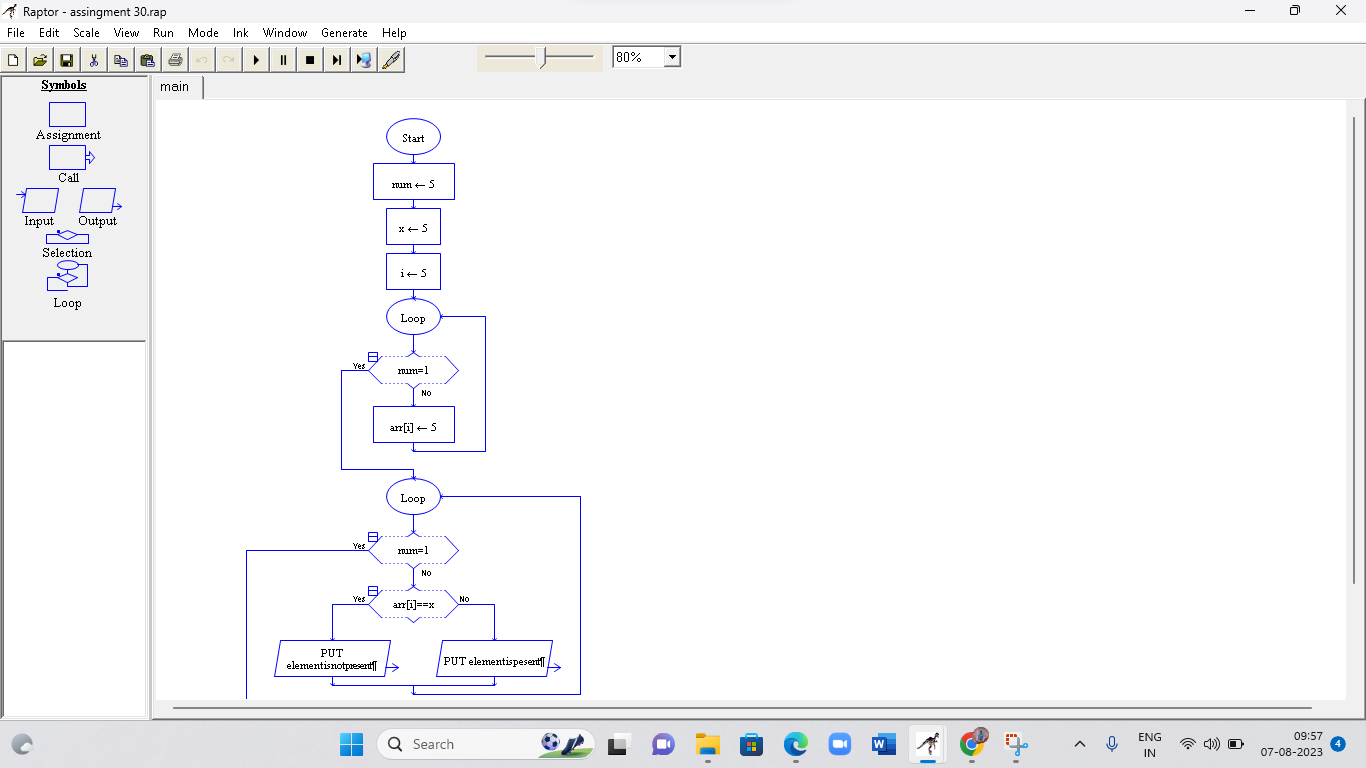 Raptor - assingment 30.rap
File Edit Scale View Run Mode Ink Window Generate Help
80%
Symbols
Assignment
Call
Input Output
Selection
Loop
main
Start
num ← 5
x ← 5
i ← 5
Loop
Yes
num=1
No
arr[i] ← 5
Loop
Yes
num=1
No
Yes
arr[i]==x
No
PUT
elementisnotpresent¶
PUT elementispesent¶
Search
ENG
IN
09:57
07-08-2023
4